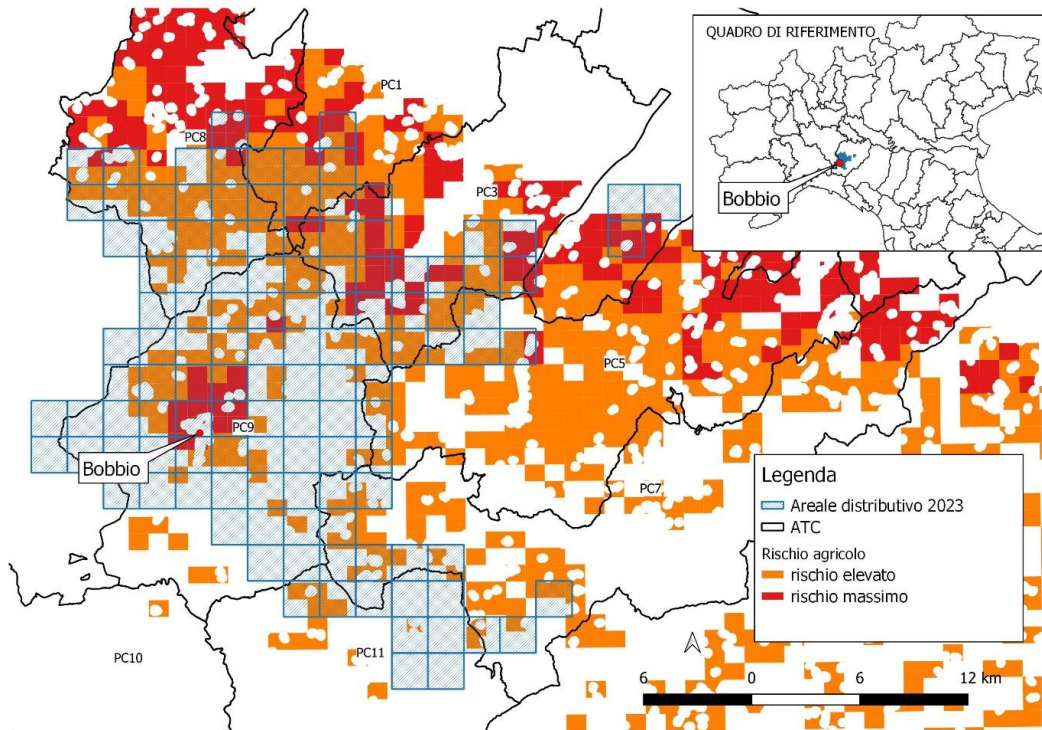 QUADRO DI RIFERIMENTO
Bobbio
PC1
PC8
PC3
PC5
PC9
Bobbio
PC7
PC10
PC11
Legenda
Areale distributivo 2023
ATC
Rischio agricolo
rischio elevato
rischio massimo
6 0 6 12 km